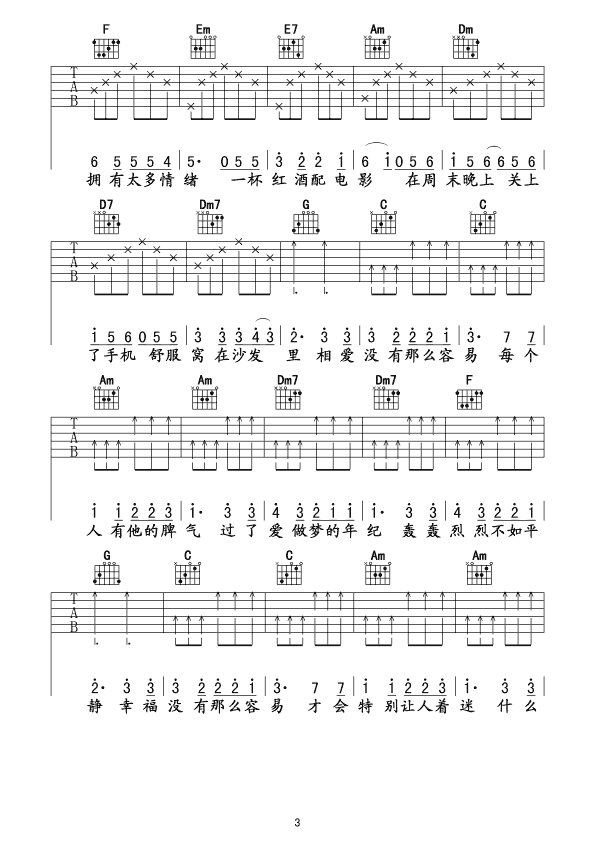 F Em E7 Am Dm
T A B
6 5 5 5 4 | 5· 0 5 5 | 3 2 2 1 | 6 1 0 5 6 | 1 5 6 6 5 6 |
拥有太多情绪 一杯红酒配电影 在周末晚上关上
D7 Dm7 G C C
T A B
1 5 6 0 5 5 | 3 3 3 4 3 | 2· 3 3 | 3 2 2 2 1 | 3· 7 7 |
了手机 舒服窝在沙发 里 相爱没有那么容易 每个
Am Am Dm7 Dm7 F
T A B
1 1 2 2 3 | 1· 3 3 | 4 3 2 2 1 | 1· 3 3 | 4 3 2 2 1 |
人有他的脾气 过了爱做梦的年纪 轰轰烈烈不如平
G C C Am Am
T A B
2· 3 3 | 3 2 2 2 1 | 3· 7 7 | 1 1 2 2 3 | 1· 3 3 |
静 幸福没有那么容易 才会特别让人着迷 什么
3